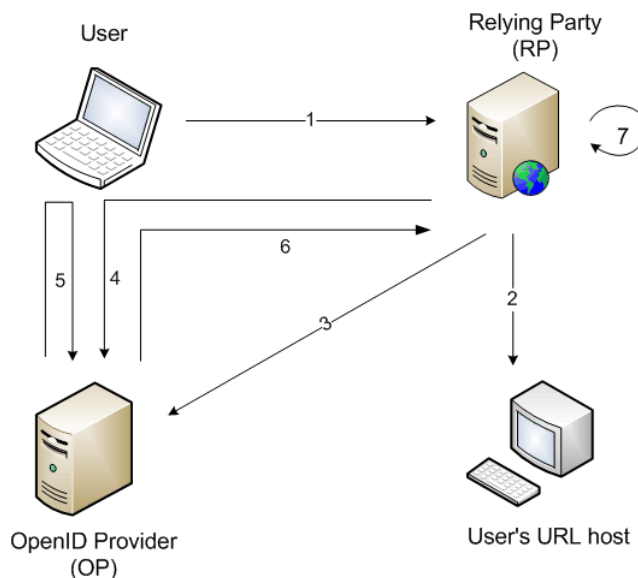 User
Relying Party
(RP)
1
7
6
5
4
2
3
OpenID Provider
(OP)
User's URL host